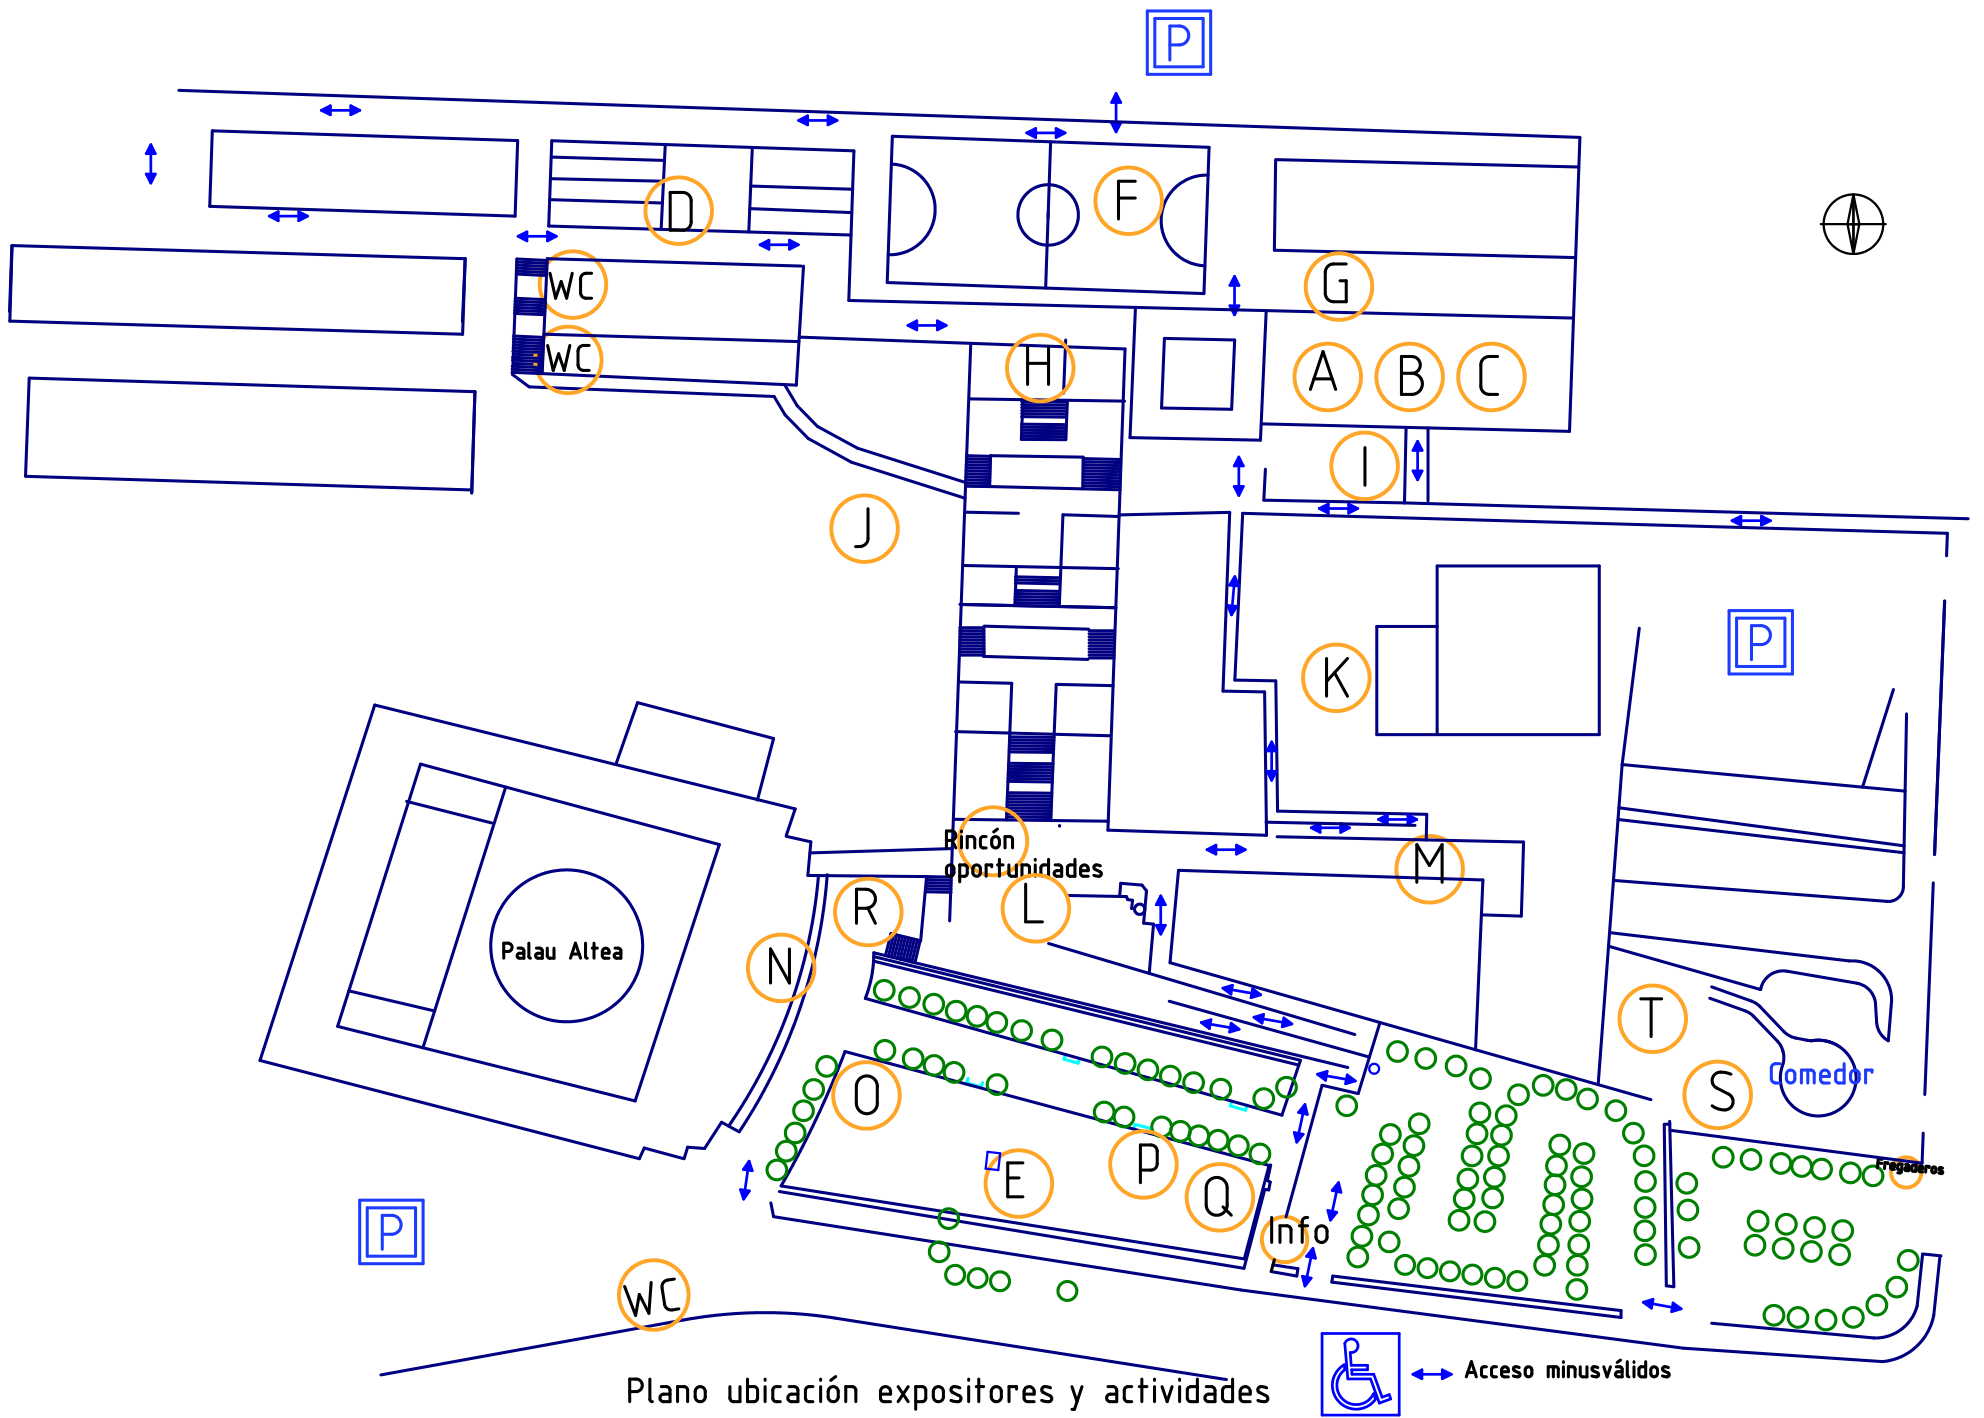 P
F
D
G
WC
WC
H
A
B
C
I
J
P
K
Rincón
oportunidades
M
R
L
Palau Altea
N
T
Comedor
S
O
P
E
Q
Fregaderos
P
Info
WC
Plano ubicación expositores y actividades
Acceso minusválidos